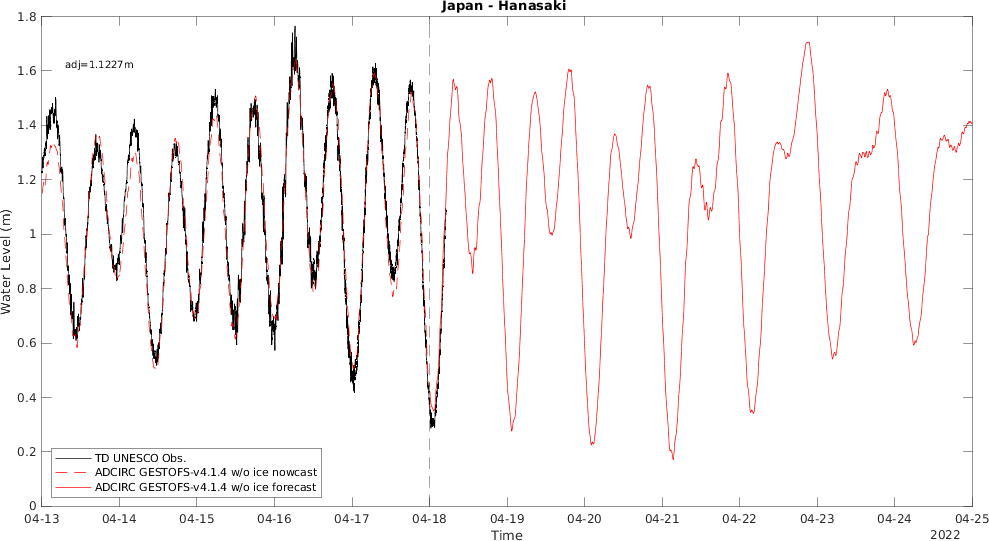 Japan - Hanasaki
1.8
1.6
1.4
1.2
1
0.8
0.6
0.4
0.2
0
Water Level (m)
adj=1.1227m
TD UNESCO Obs.
ADCIRC GESTOFS-v4.1.4 w/o ice nowcast
ADCIRC GESTOFS-v4.1.4 w/o ice forecast
04-13 04-14 04-15 04-16 04-17 04-18 04-19 04-20 04-21 04-22 04-23 04-24 04-25
Time
2022